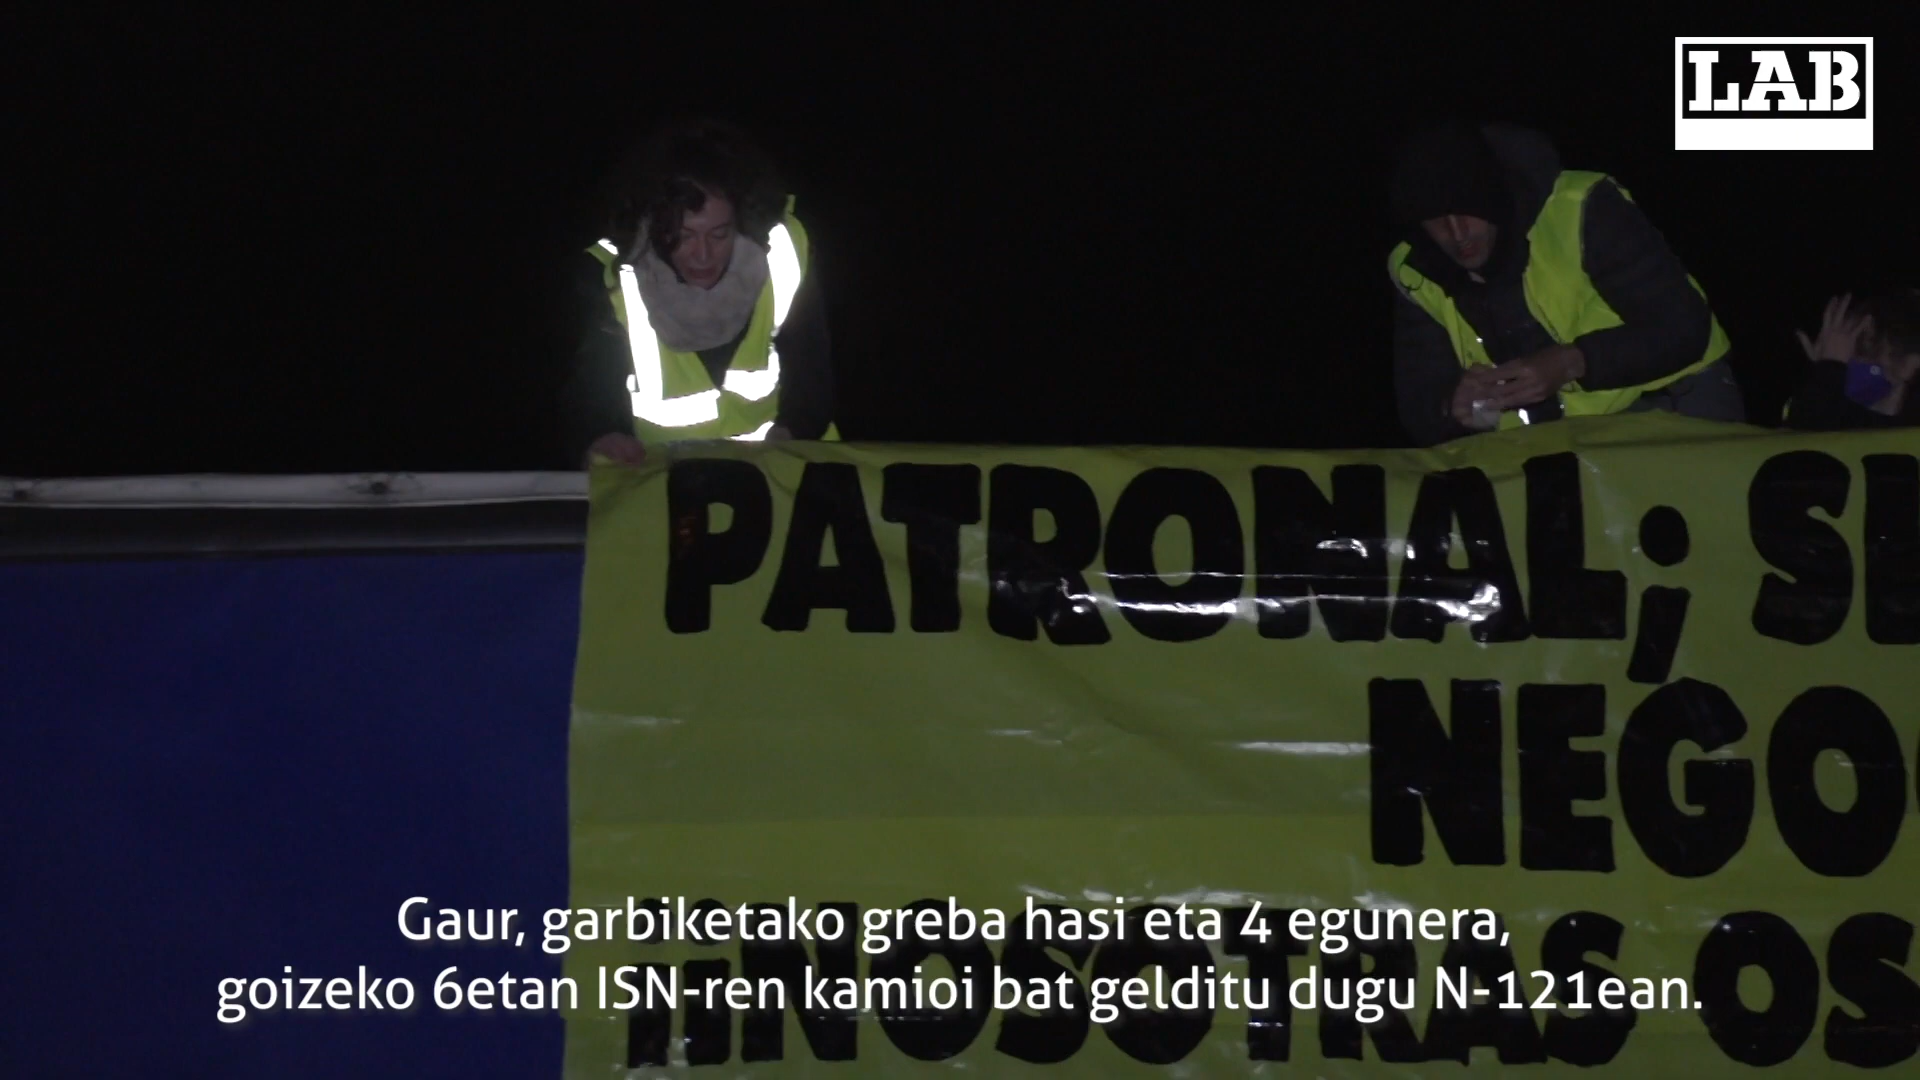 LAB
PATRONAL;
¡¡NOSOTRAS OS
Gaur, garbiketako greba hasi eta 4 egunera,
goizeko 6etan ISN-ren kamioi bat gelditu dugu N-121ean.